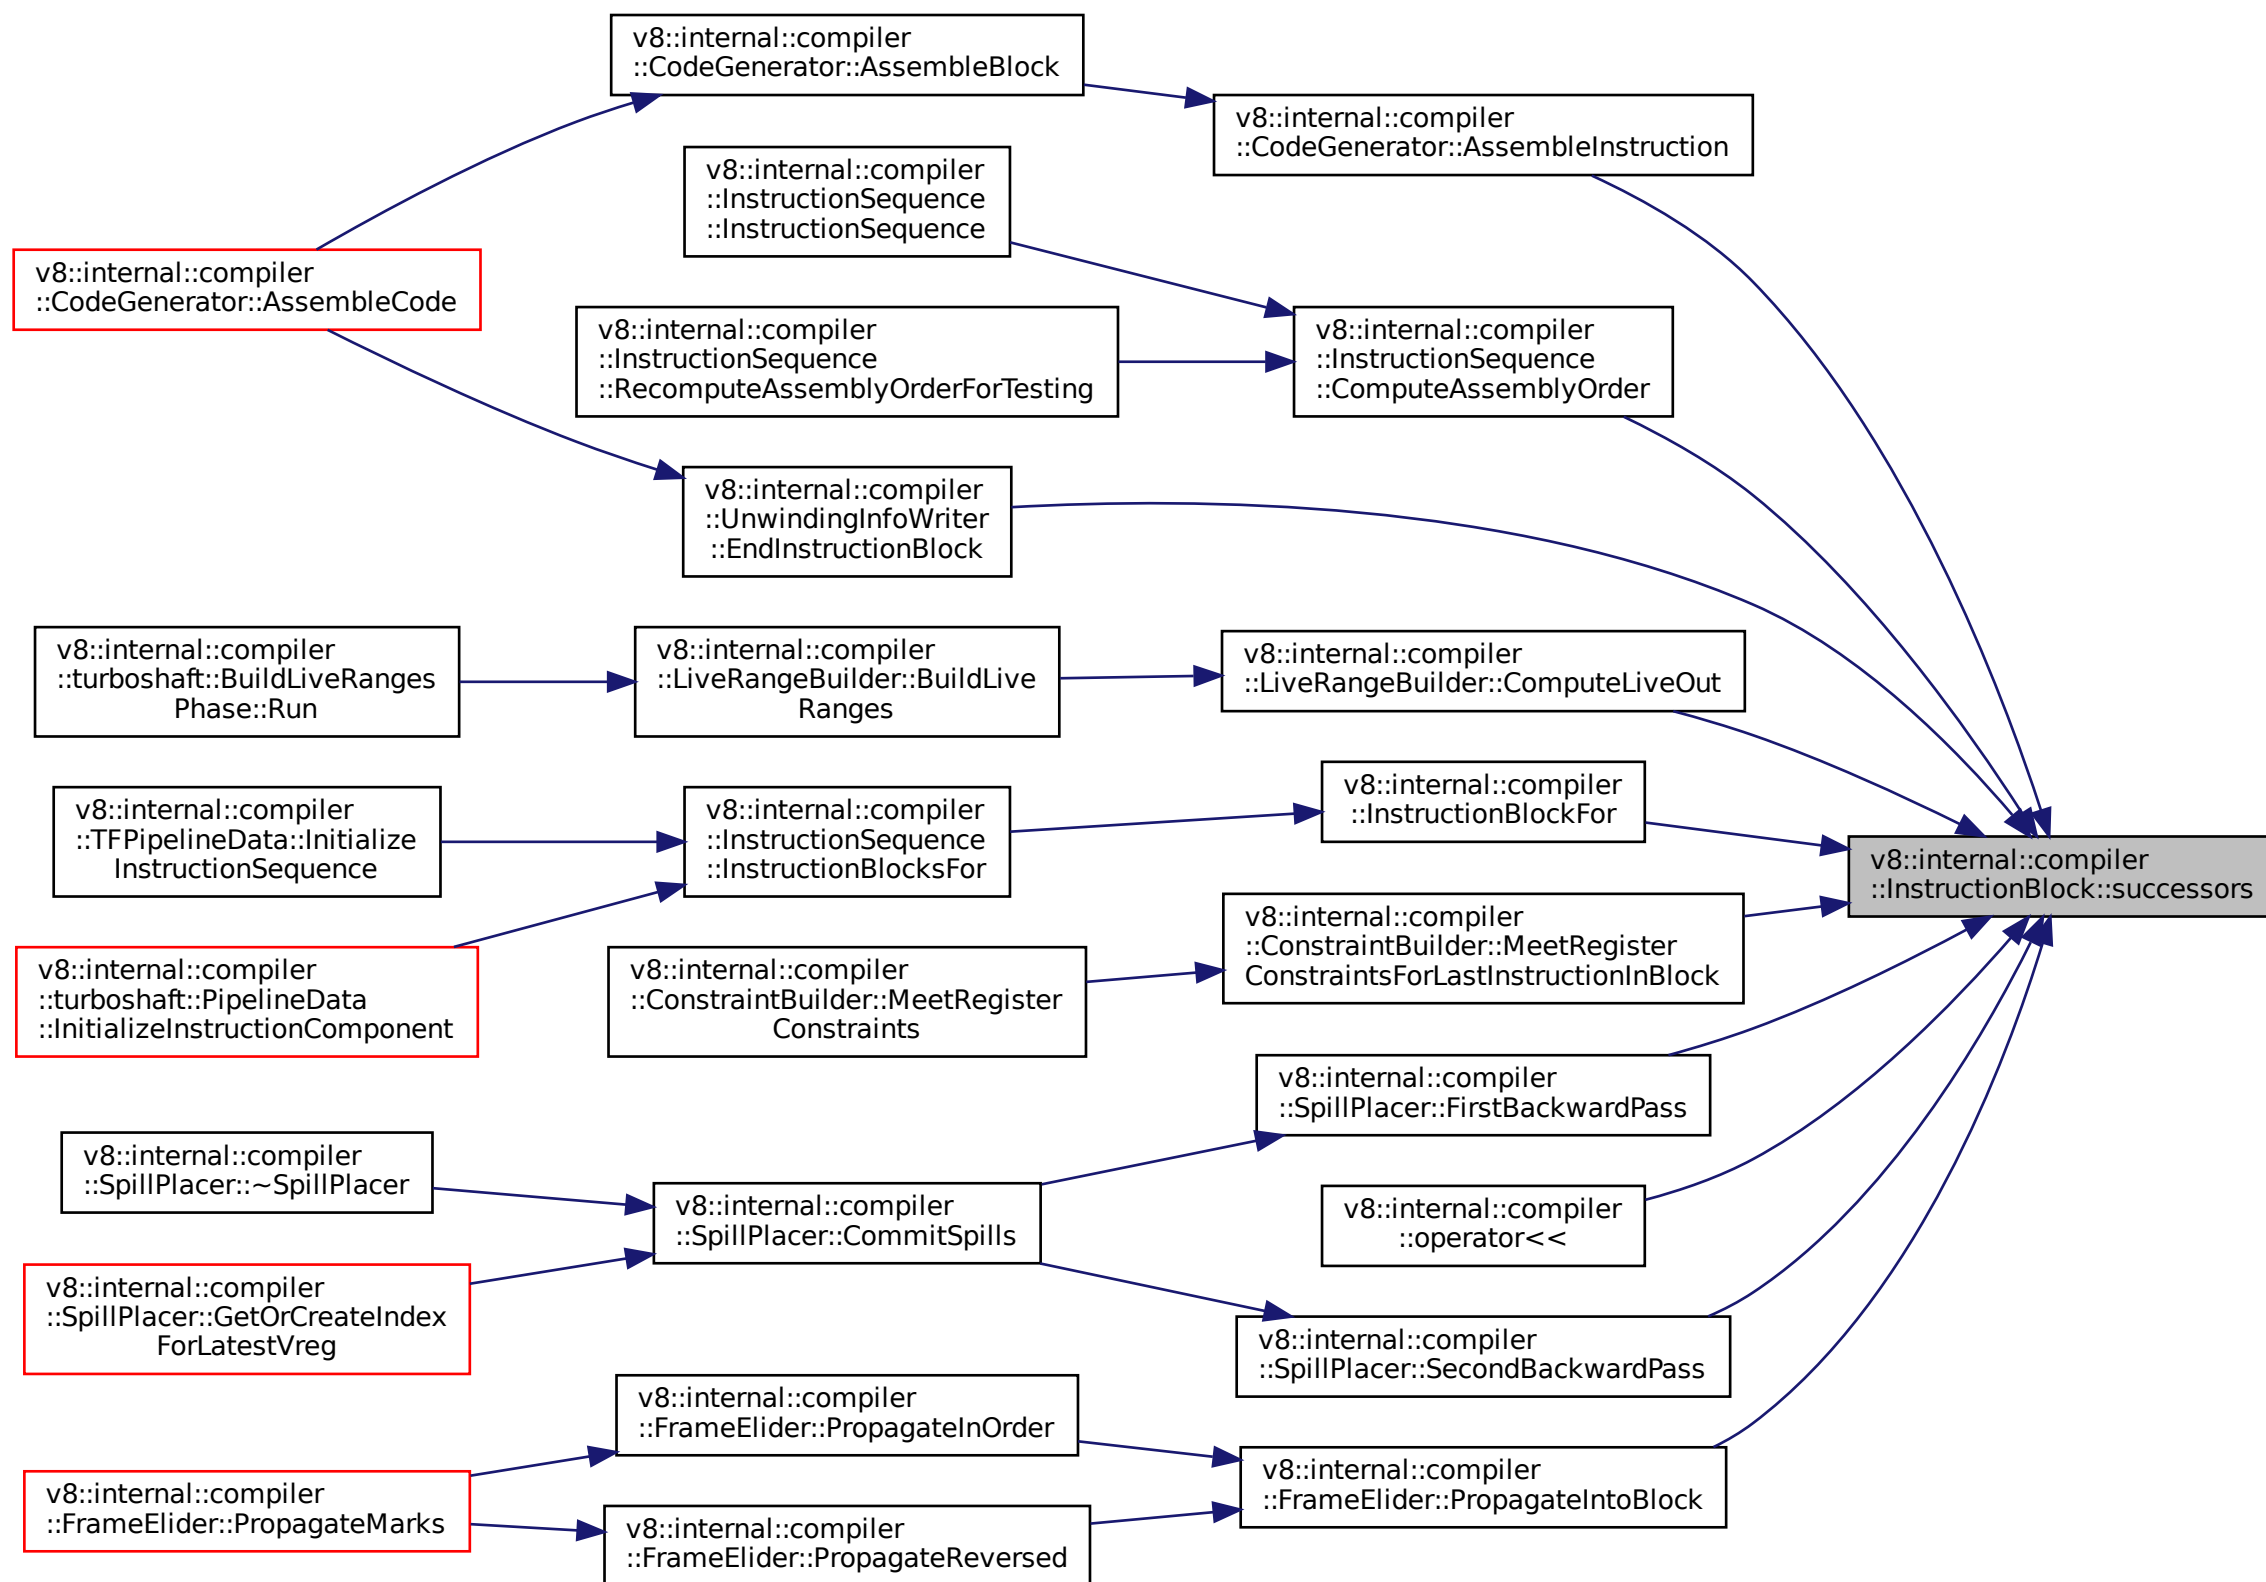 v8::internal::compiler
::CodeGenerator::AssembleBlock
v8::internal::compiler
::CodeGenerator::AssembleInstruction
v8::internal::compiler
::InstructionSequence
::InstructionSequence
v8::internal::compiler
::CodeGenerator::AssembleCode
v8::internal::compiler
::InstructionSequence
::RecomputeAssemblyOrderForTesting
v8::internal::compiler
::InstructionSequence
::ComputeAssemblyOrder
v8::internal::compiler
::UnwindingInfoWriter
::EndInstructionBlock
v8::internal::compiler
::turboshaft::BuildLiveRanges
Phase::Run
v8::internal::compiler
::LiveRangeBuilder::BuildLive
Ranges
v8::internal::compiler
::LiveRangeBuilder::ComputeLiveOut
v8::internal::compiler
::TFPipelineData::Initialize
InstructionSequence
v8::internal::compiler
::InstructionSequence
::InstructionBlocksFor
v8::internal::compiler
::InstructionBlockFor
v8::internal::compiler
::InstructionBlock::successors
v8::internal::compiler
::turboshaft::PipelineData
::InitializeInstructionComponent
v8::internal::compiler
::ConstraintBuilder::MeetRegister
Constraints
v8::internal::compiler
::ConstraintBuilder::MeetRegister
ConstraintsForLastInstructionInBlock
v8::internal::compiler
::SpillPlacer::FirstBackwardPass
v8::internal::compiler
::SpillPlacer::~SpillPlacer
v8::internal::compiler
::SpillPlacer::CommitSpills
v8::internal::compiler
::operator<<
v8::internal::compiler
::SpillPlacer::GetOrCreateIndex
ForLatestVreg
v8::internal::compiler
::SpillPlacer::SecondBackwardPass
v8::internal::compiler
::FrameElider::PropagateInOrder
v8::internal::compiler
::FrameElider::PropagateMarks
v8::internal::compiler
::FrameElider::PropagateIntoBlock
v8::internal::compiler
::FrameElider::PropagateReversed